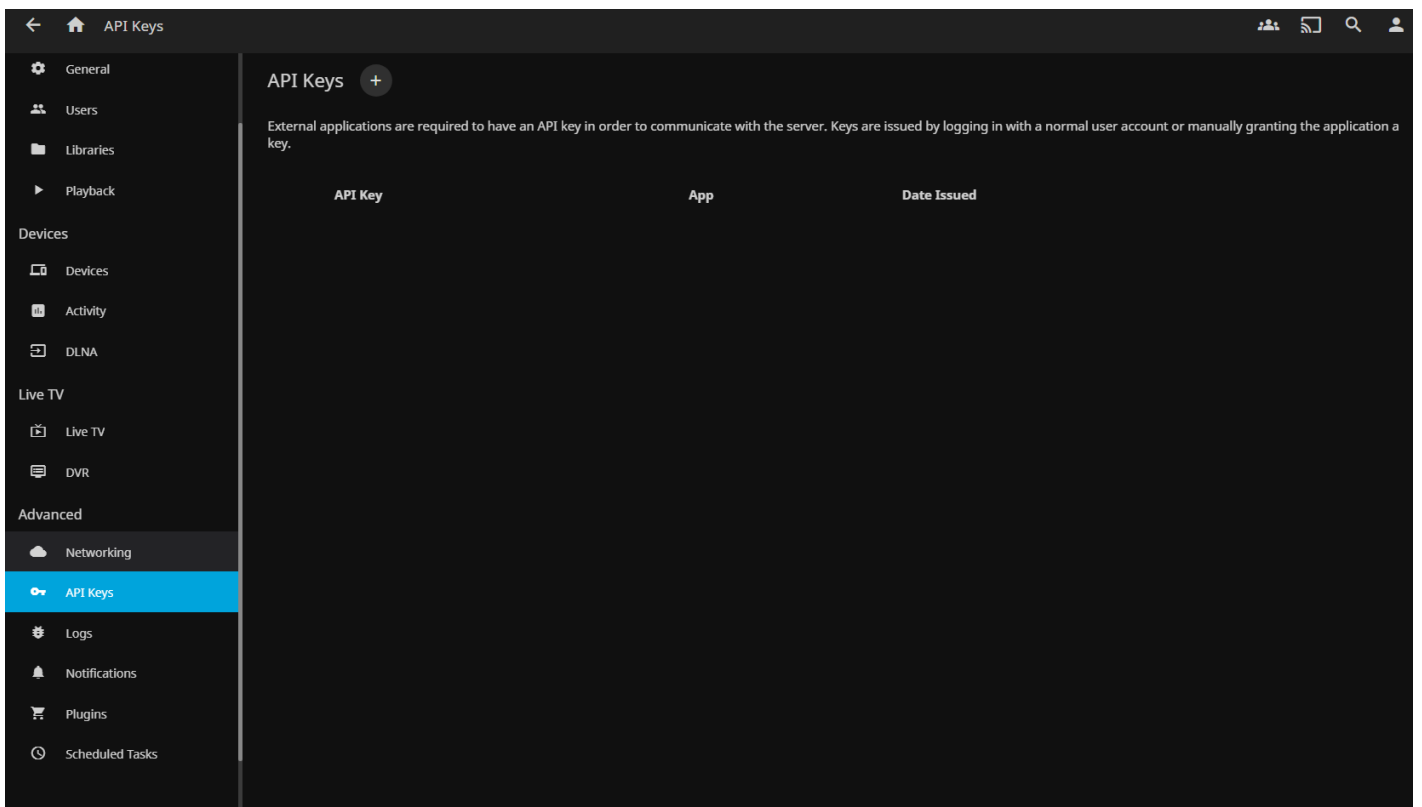 API Keys
General
Users
Libraries
Playback
Devices
Devices
Activity
DLNA
Live TV
Live TV
DVR
Advanced
Networking
API Keys
Logs
Notifications
Plugins
Scheduled Tasks
API Keys
External applications are required to have an API key in order to communicate with the server. Keys are issued by logging in with a normal user account or manually granting the application a
key.
API Key App Date Issued